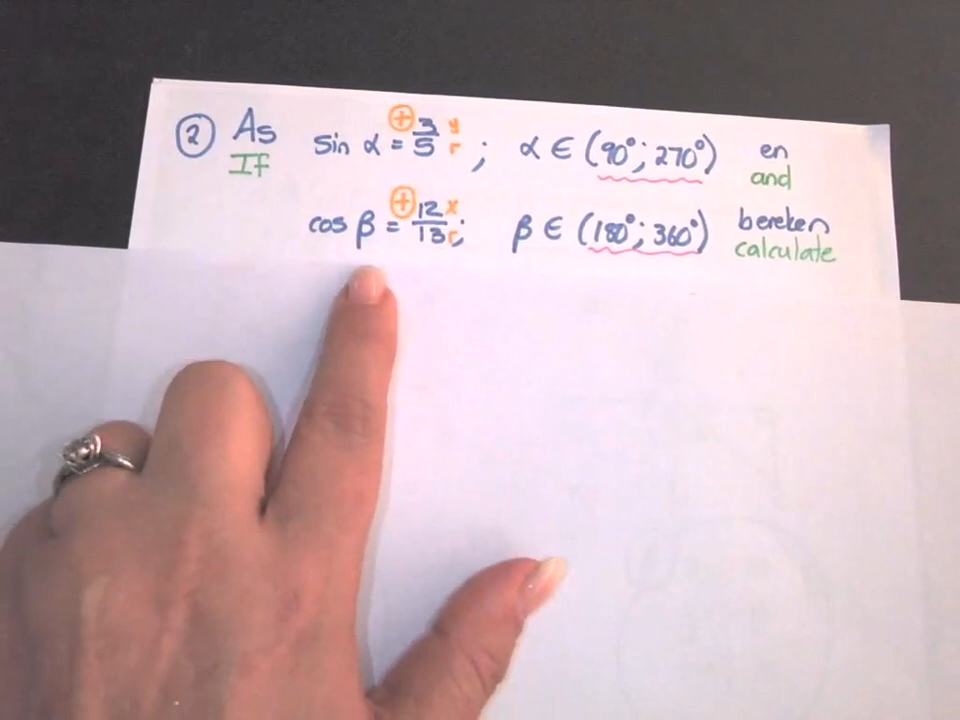 ② As sin α = ⊕3/5 y/r ; α ∈ (90°; 270°) en
If and
cos β = ⊕12/13 x/r ; β ∈ (180°; 360°) bereken
calculate